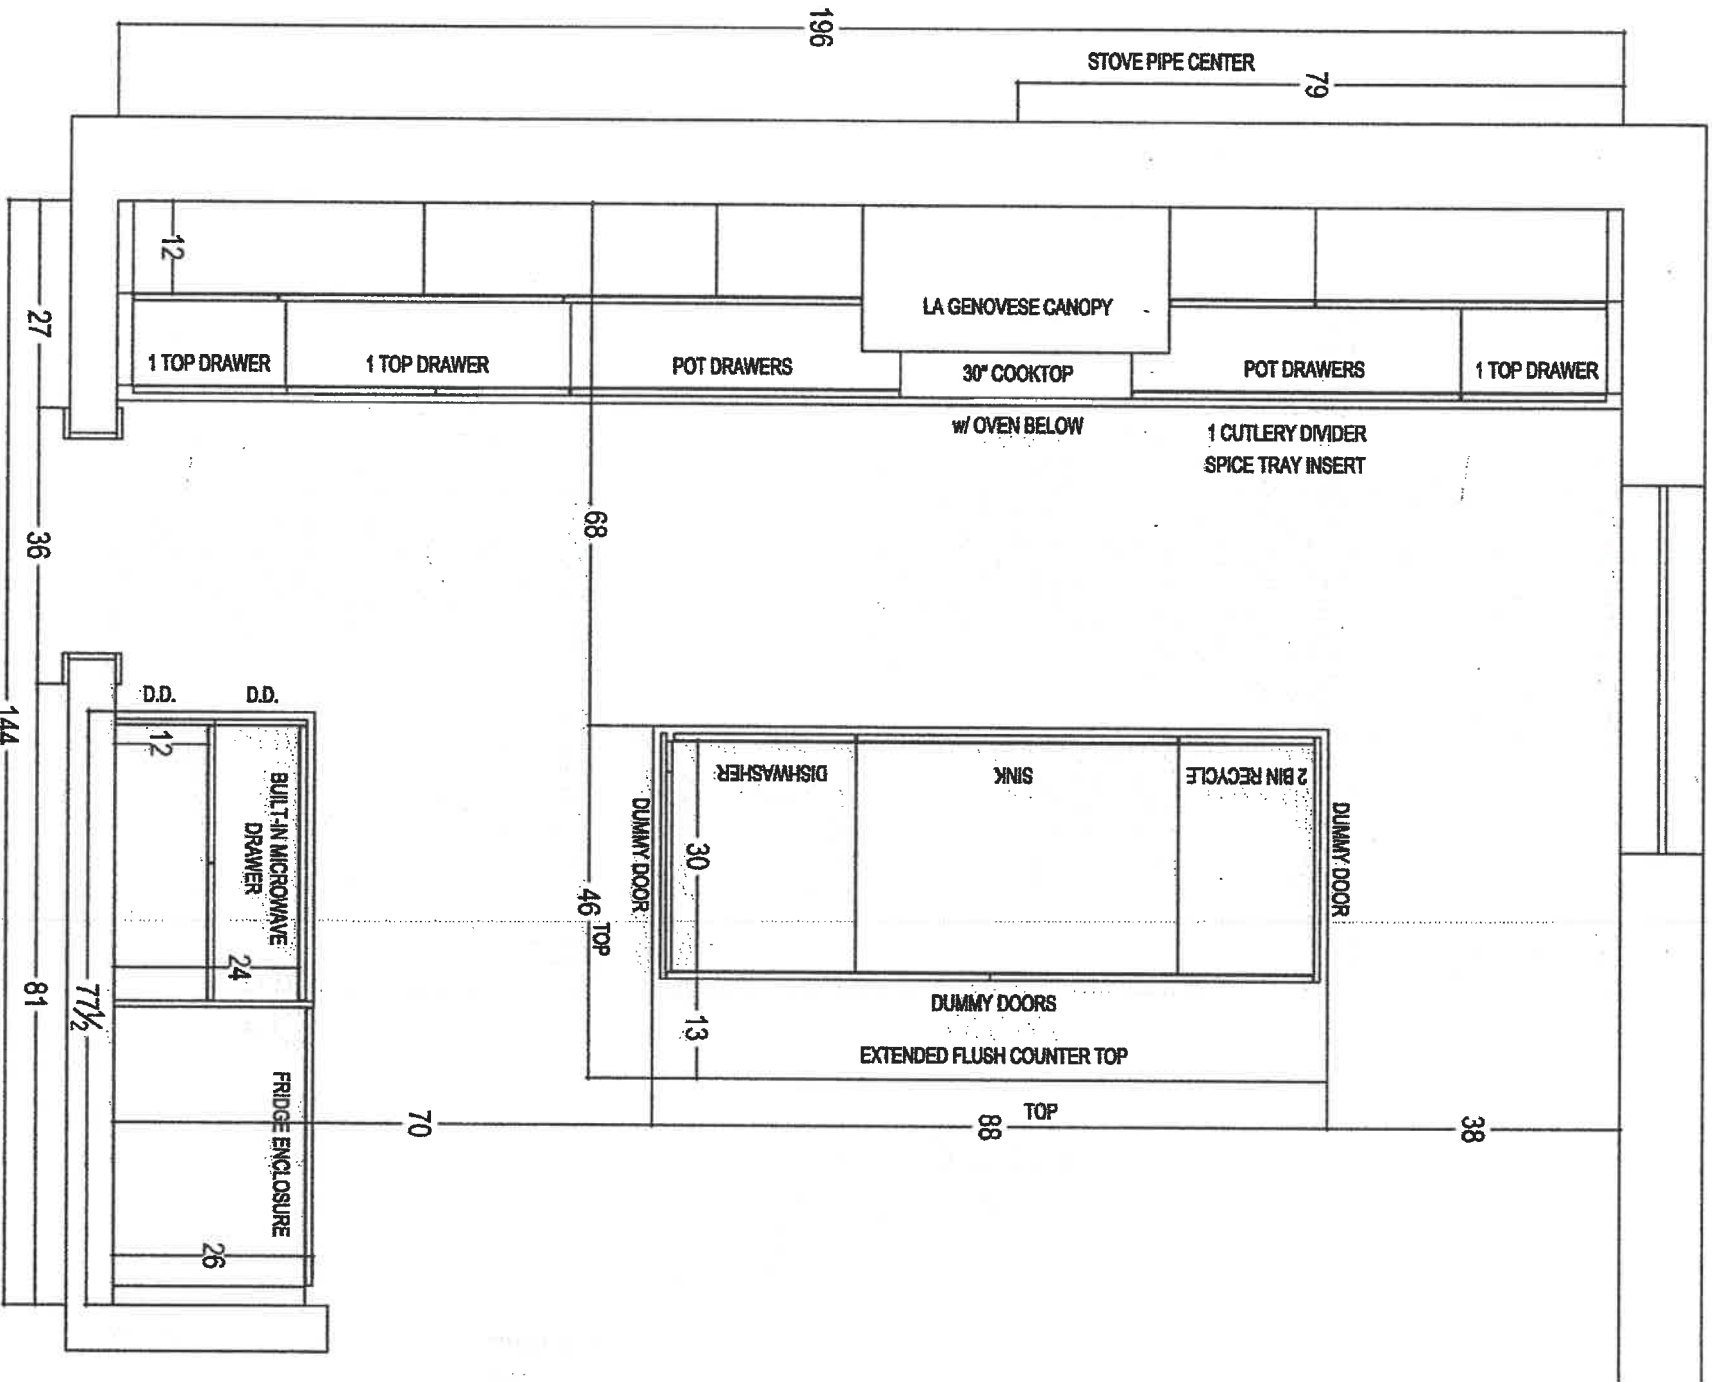 196
STOVE PIPE CENTER
79
12
LA GENOVESE CANOPY
27
1 TOP DRAWER
1 TOP DRAWER
POT DRAWERS
30" COOKTOP
POT DRAWERS
1 TOP DRAWER
w/ OVEN BELOW
1 CUTLERY DIVIDER
SPICE TRAY INSERT
68
36
D.D.
D.D.
144
12
BUILT-IN MICROWAVE
DRAWER
DISHWASHER
SINK
2 BIN RECYCLE
DUMMY DOOR
DUMMY DOOR
30
46 TOP
24
81
77½
DUMMY DOORS
13
EXTENDED FLUSH COUNTER TOP
FRIDGE ENCLOSURE
70
TOP
88
38
26